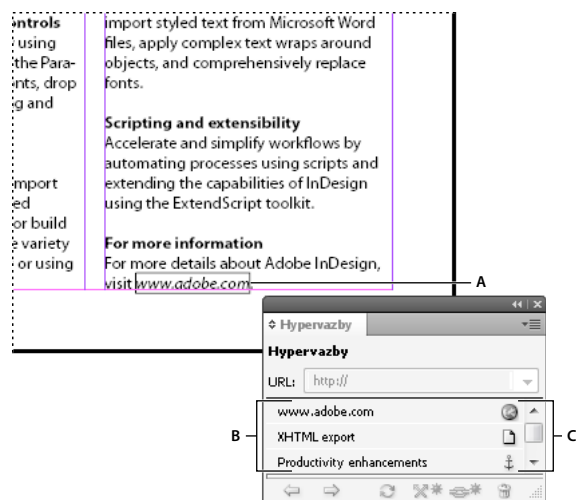 ontrols
using
the Para-
nts, drop
g and
mport
ed
or build
variety
or using
import styled text from Microsoft Word
files, apply complex text wraps around
objects, and comprehensively replace
fonts.
Scripting and extensibility
Accelerate and simplify workflows by
automating processes using scripts and
extending the capabilities of InDesign
using the ExtendScript toolkit.
For more information
For more details about Adobe InDesign,
visit www.adobe.com.
A
Hypervazby
Hypervazby
URL: http://
www.adobe.com
XHTML export
Productivity enhancements
B
C